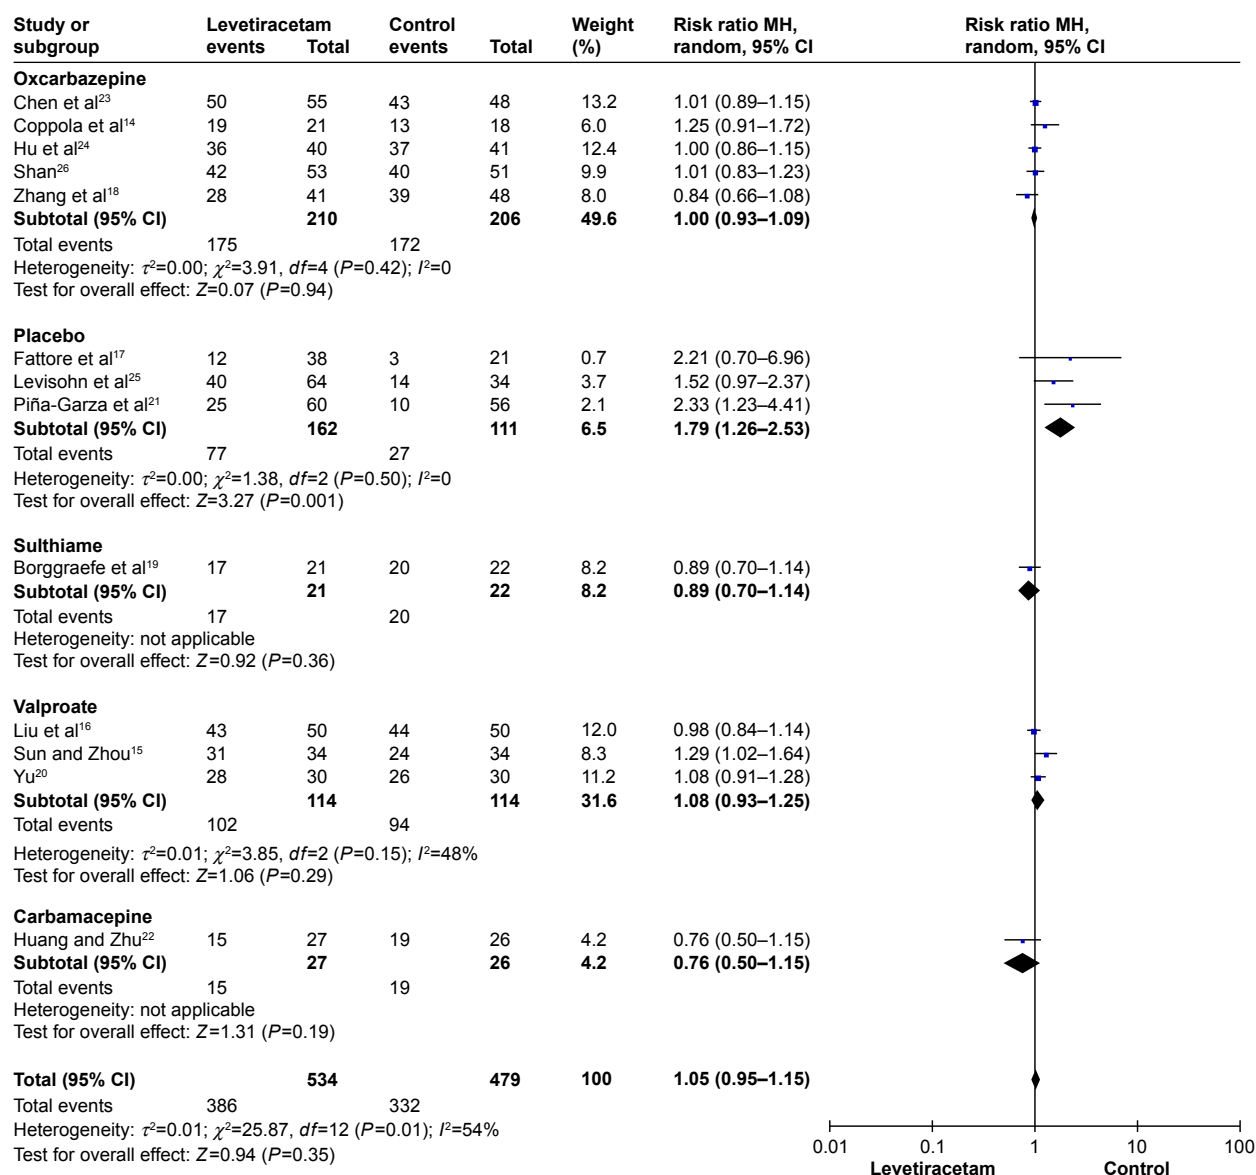 Study or Levetiracetam Control Weight Risk ratio MH, Risk ratio MH,
subgroup events Total events Total (%) random, 95% CI random, 95% CI
Oxcarbazepine
Chen et al²³ 50 55 43 48 13.2 1.01 (0.89–1.15)
Coppola et al¹⁴ 19 21 13 18 6.0 1.25 (0.91–1.72)
Hu et al²⁴ 36 40 37 41 12.4 1.00 (0.86–1.15)
Shan²⁶ 42 53 40 51 9.9 1.01 (0.83–1.23)
Zhang et al¹⁸ 28 41 39 48 8.0 0.84 (0.66–1.08)
Subtotal (95% CI) 210 206 49.6 1.00 (0.93–1.09)
Total events 175 172
Heterogeneity: τ²=0.00; χ²=3.91, df=4 (P=0.42); I²=0
Test for overall effect: Z=0.07 (P=0.94)
Placebo
Fattore et al¹⁷ 12 38 3 21 0.7 2.21 (0.70–6.96)
Levisohn et al²⁵ 40 64 14 34 3.7 1.52 (0.97–2.37)
Piña-Garza et al²¹ 25 60 10 56 2.1 2.33 (1.23–4.41)
Subtotal (95% CI) 162 111 6.5 1.79 (1.26–2.53)
Total events 77 27
Heterogeneity: τ²=0.00; χ²=1.38, df=2 (P=0.50); I²=0
Test for overall effect: Z=3.27 (P=0.001)
Sulthiame
Borggraefe et al¹⁹ 17 21 20 22 8.2 0.89 (0.70–1.14)
Subtotal (95% CI) 21 22 8.2 0.89 (0.70–1.14)
Total events 17 20
Heterogeneity: not applicable
Test for overall effect: Z=0.92 (P=0.36)
Valproate
Liu et al¹⁶ 43 50 44 50 12.0 0.98 (0.84–1.14)
Sun and Zhou¹⁵ 31 34 24 34 8.3 1.29 (1.02–1.64)
Yu²⁰ 28 30 26 30 11.2 1.08 (0.91–1.28)
Subtotal (95% CI) 114 114 31.6 1.08 (0.93–1.25)
Total events 102 94
Heterogeneity: τ²=0.01; χ²=3.85, df=2 (P=0.15); I²=48%
Test for overall effect: Z=1.06 (P=0.29)
Carbamacepine
Huang and Zhu²² 15 27 19 26 4.2 0.76 (0.50–1.15)
Subtotal (95% CI) 27 26 4.2 0.76 (0.50–1.15)
Total events 15 19
Heterogeneity: not applicable
Test for overall effect: Z=1.31 (P=0.19)
Total (95% CI) 534 479 100 1.05 (0.95–1.15)
Total events 386 332
Heterogeneity: τ²=0.01; χ²=25.87, df=12 (P=0.01); I²=54%
Test for overall effect: Z=0.94 (P=0.35)
0.01 0.1 1 10 100
Levetiracetam Control